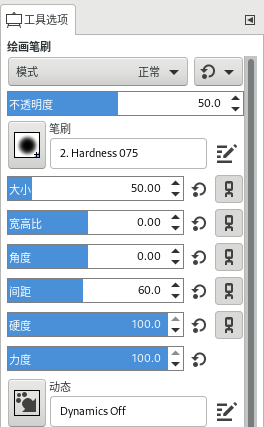 工具选项
绘画笔刷
模式 正常
不透明度 50.0
笔刷
2. Hardness 075
大小 50.00
宽高比 0.00
角度 0.00
间距 60.0
硬度 100.0
力度 100.0
动态
Dynamics Off